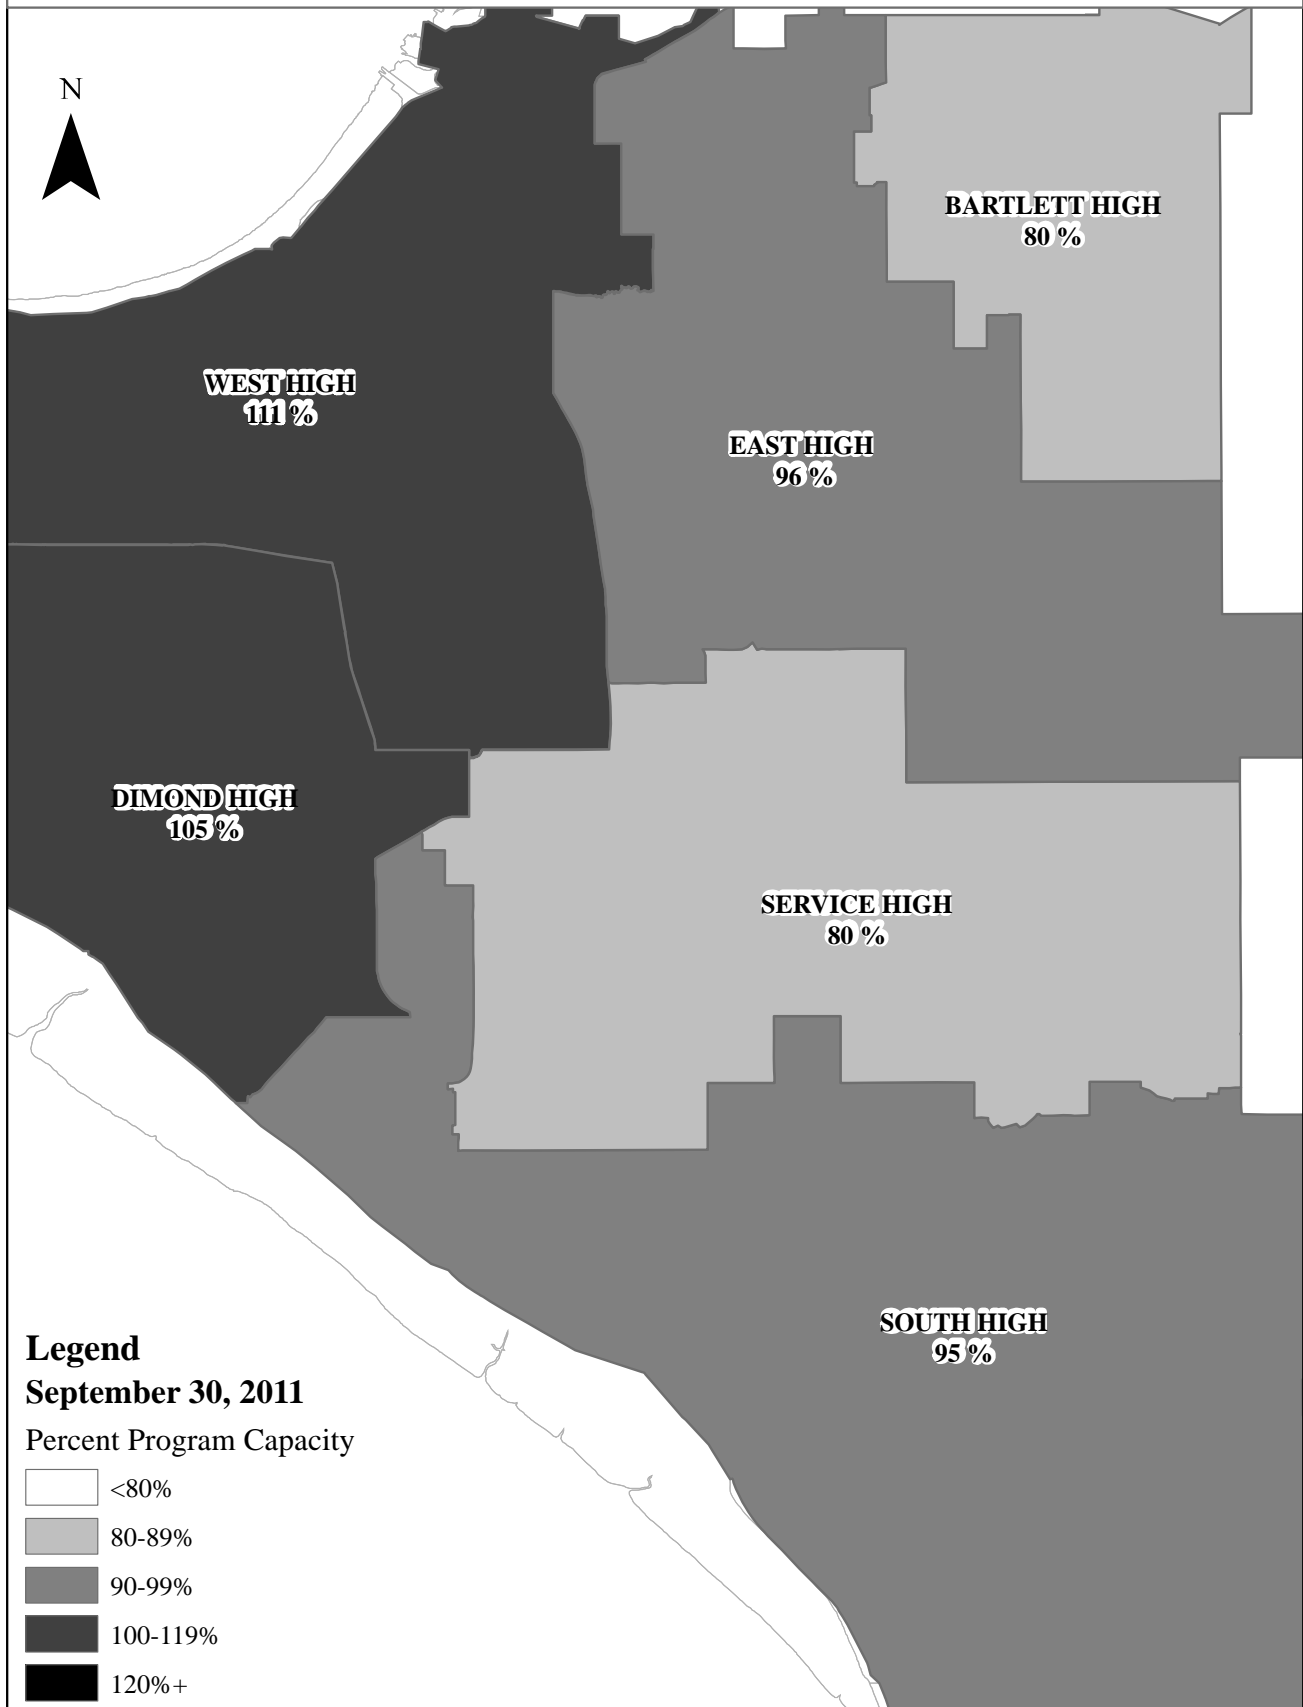 N
BARTLETT HIGH
80 %
WEST HIGH
111 %
EAST HIGH
96 %
DIMOND HIGH
105 %
SERVICE HIGH
80 %
SOUTH HIGH
95 %
Legend
September 30, 2011
Percent Program Capacity
<80%
80-89%
90-99%
100-119%
120%+